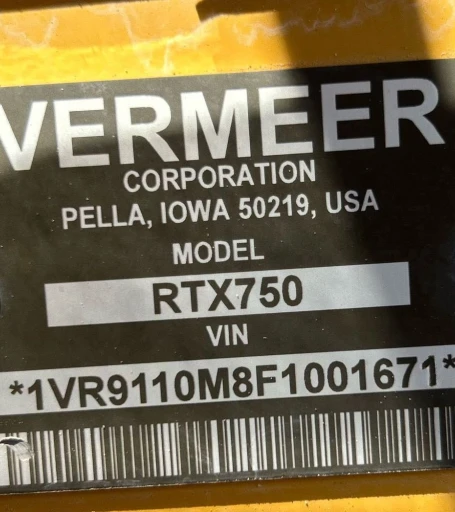 VERMEER
CORPORATION
PELLA, IOWA 50219, USA
MODEL
RTX750
VIN
*1VR9110M8F1001671*